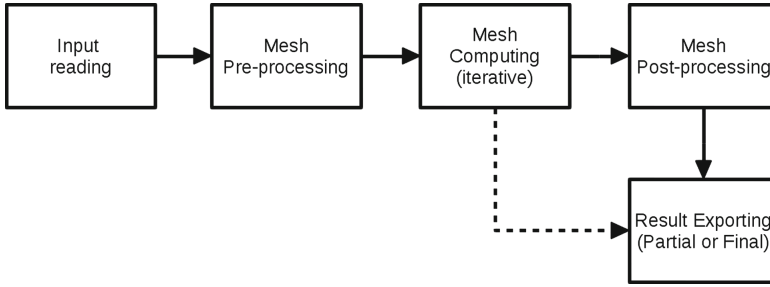 Input
reading
Mesh
Pre-processing
Mesh
Computing
(iterative)
Mesh
Post-processing
Result Exporting
(Partial or Final)